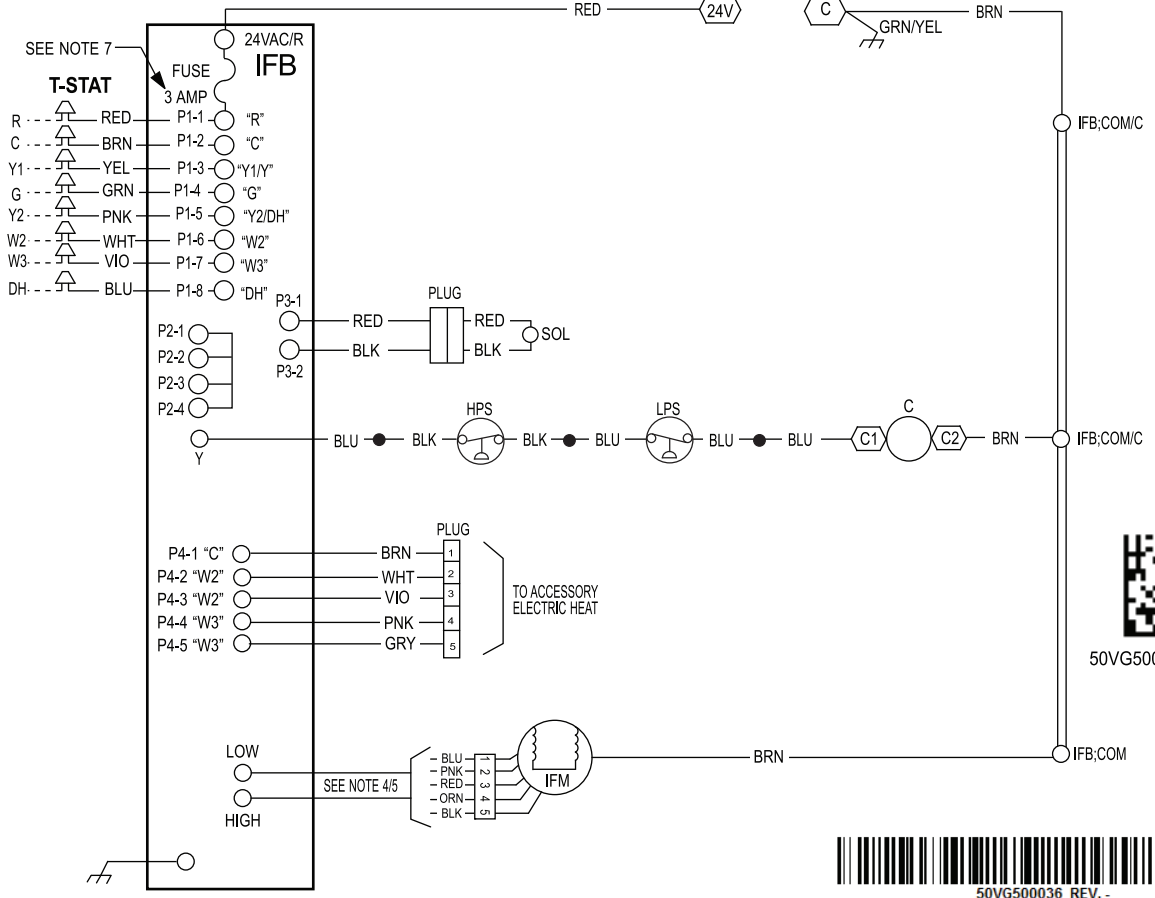 RED
24V
C
BRN
GRN/YEL
SEE NOTE 7
24VAC/R
IFB
FUSE
3 AMP
T-STAT
R RED P1-1 "R"
C BRN P1-2 "C"
Y1 YEL P1-3 "Y1/Y"
G GRN P1-4 "G"
Y2 PNK P1-5 "Y2/DH"
W2 WHT P1-6 "W2"
W3 VIO P1-7 "W3"
DH BLU P1-8 "DH"
IFB;COM/C
P3-1
PLUG
RED RED
SOL
BLK BLK
P3-2
P2-1
P2-2
P2-3
P2-4
HPS
LPS
C
Y
BLU BLK BLK BLU BLU BLU C1 C2 BRN IFB;COM/C
PLUG
P4-1 "C" BRN 1
P4-2 "W2" WHT 2
P4-3 "W2" VIO 3
P4-4 "W3" PNK 4
P4-5 "W3" GRY 5
TO ACCESSORY
ELECTRIC HEAT
50VG500
LOW
HIGH
SEE NOTE 4/5
BLU 1
PNK 2
RED 3
ORN 4
BLK 5
IFM
BRN
IFB;COM
50VG500036 REV. -